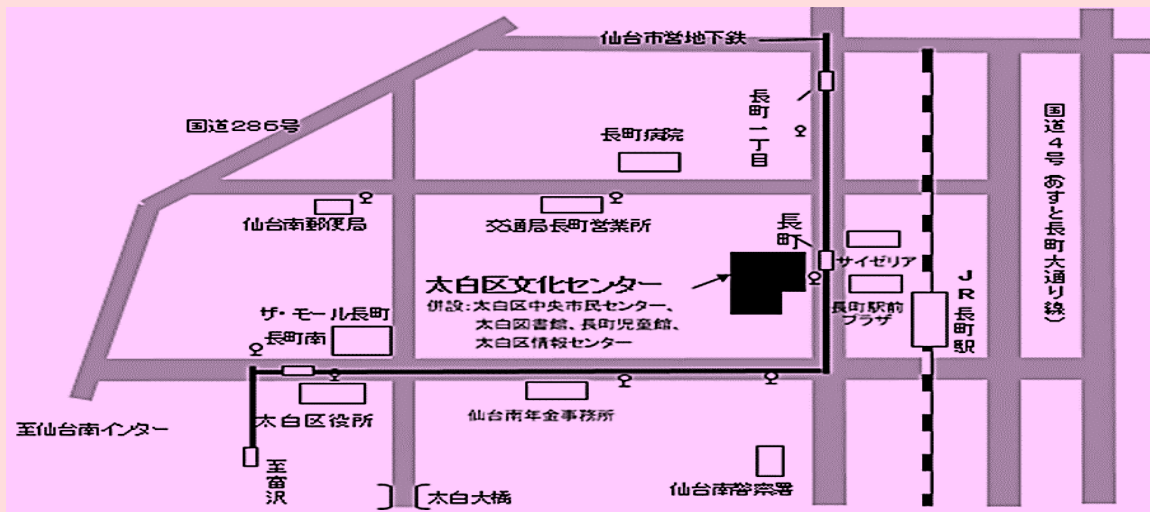 仙台市営地下鉄
国道286号
長町一丁目
長町病院
国道4号 あすと長町大通り線）
仙台南郵便局
交通局長町営業所
長町
サイゼリア
太白区文化センター
併設：太白区中央市民センター、
太白図書館、長町児童館、
太白区情報センター
長町駅前
プラザ
JR長町駅
ザ・モール長町
長町南
太白区役所
仙台南年金事務所
至仙台南インター
至富沢
太白大橋
仙台南警察署